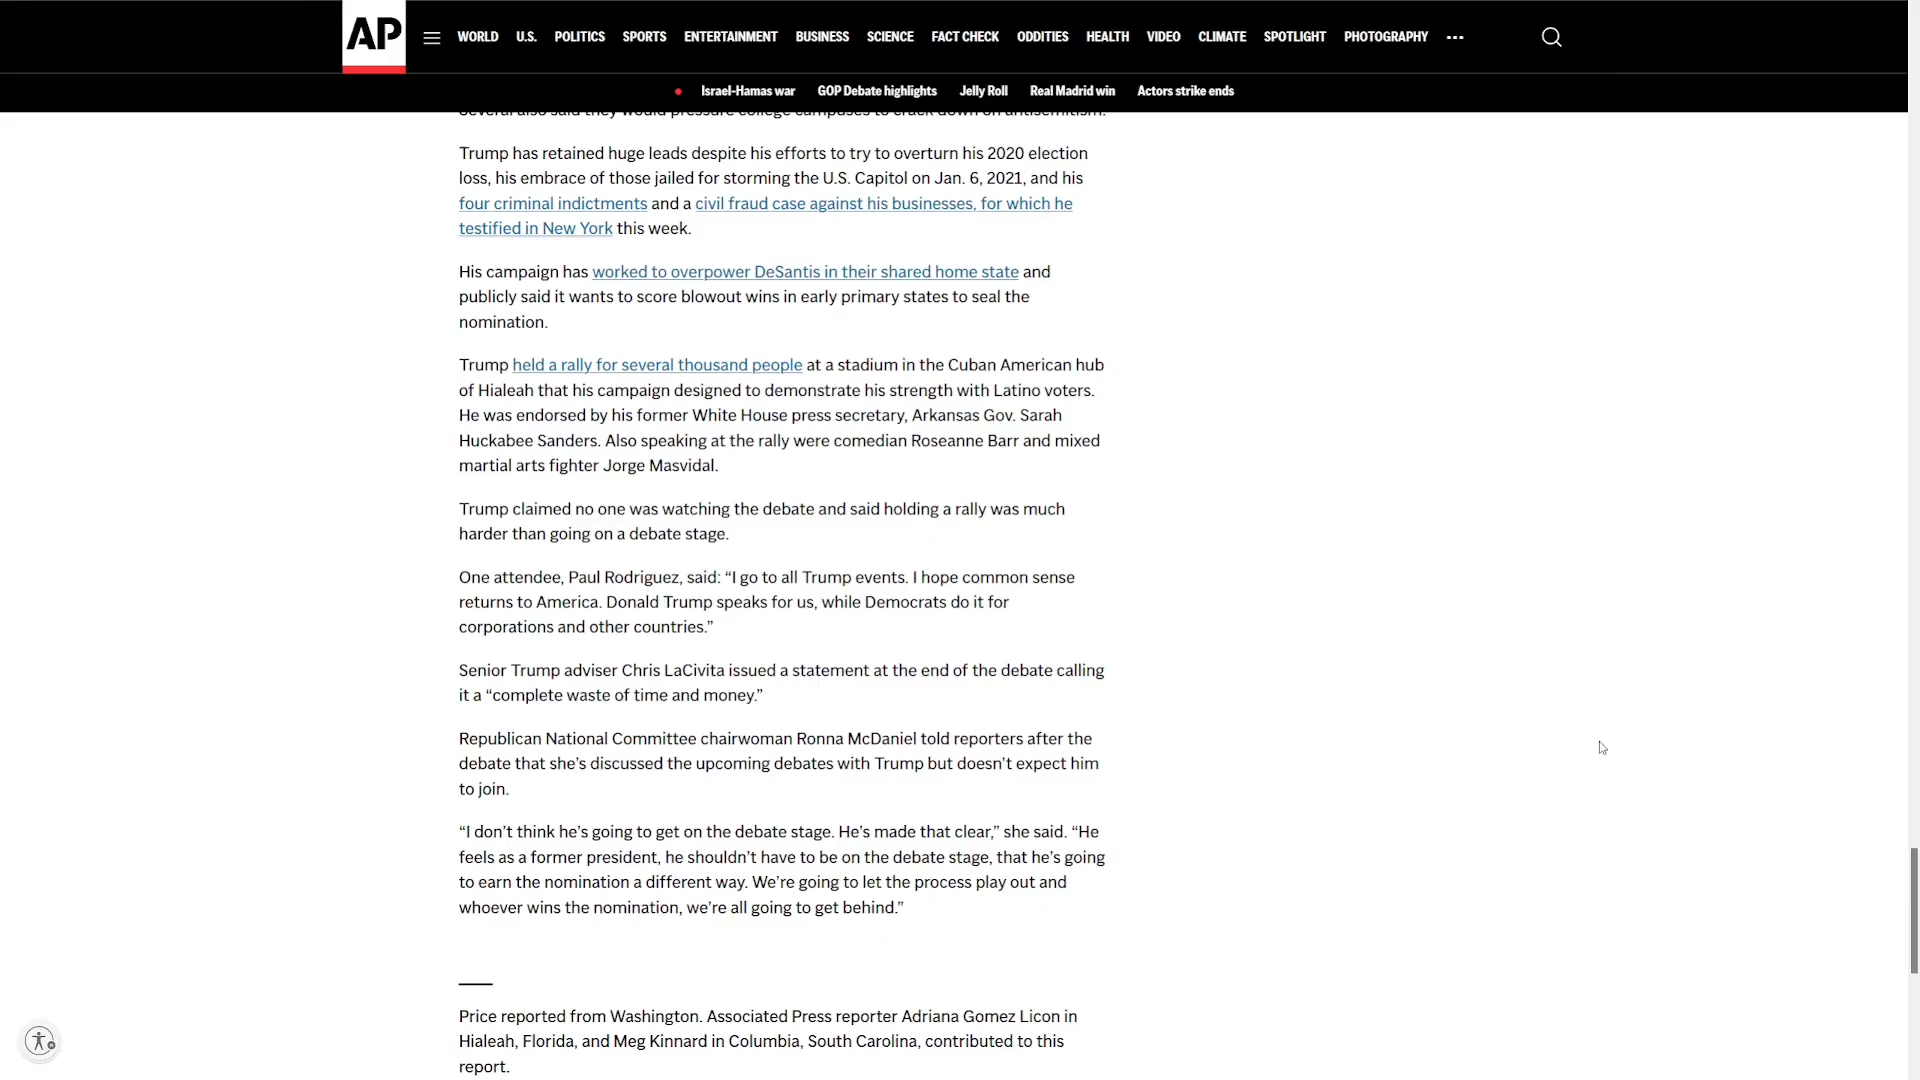 AP
WORLD U.S. POLITICS SPORTS ENTERTAINMENT BUSINESS SCIENCE FACT CHECK ODDITIES HEALTH VIDEO CLIMATE SPOTLIGHT PHOTOGRAPHY ...
Israel-Hamas war GOP Debate highlights Jelly Roll Real Madrid win Actors strike ends
Several also said they would pressure college campuses to crack down on antisemitism.
Trump has retained huge leads despite his efforts to try to overturn his 2020 election
loss, his embrace of those jailed for storming the U.S. Capitol on Jan. 6, 2021, and his
four criminal indictments and a civil fraud case against his businesses, for which he
testified in New York this week.
His campaign has worked to overpower DeSantis in their shared home state and
publicly said it wants to score blowout wins in early primary states to seal the
nomination.
Trump held a rally for several thousand people at a stadium in the Cuban American hub
of Hialeah that his campaign designed to demonstrate his strength with Latino voters.
He was endorsed by his former White House press secretary, Arkansas Gov. Sarah
Huckabee Sanders. Also speaking at the rally were comedian Roseanne Barr and mixed
martial arts fighter Jorge Masvidal.
Trump claimed no one was watching the debate and said holding a rally was much
harder than going on a debate stage.
One attendee, Paul Rodriguez, said: “I go to all Trump events. I hope common sense
returns to America. Donald Trump speaks for us, while Democrats do it for
corporations and other countries.”
Senior Trump adviser Chris LaCivita issued a statement at the end of the debate calling
it a “complete waste of time and money.”
Republican National Committee chairwoman Ronna McDaniel told reporters after the
debate that she’s discussed the upcoming debates with Trump but doesn’t expect him
to join.
“I don’t think he’s going to get on the debate stage. He’s made that clear,” she said. “He
feels as a former president, he shouldn’t have to be on the debate stage, that he’s going
to earn the nomination a different way. We’re going to let the process play out and
whoever wins the nomination, we’re all going to get behind.”
Price reported from Washington. Associated Press reporter Adriana Gomez Licon in
Hialeah, Florida, and Meg Kinnard in Columbia, South Carolina, contributed to this
report.